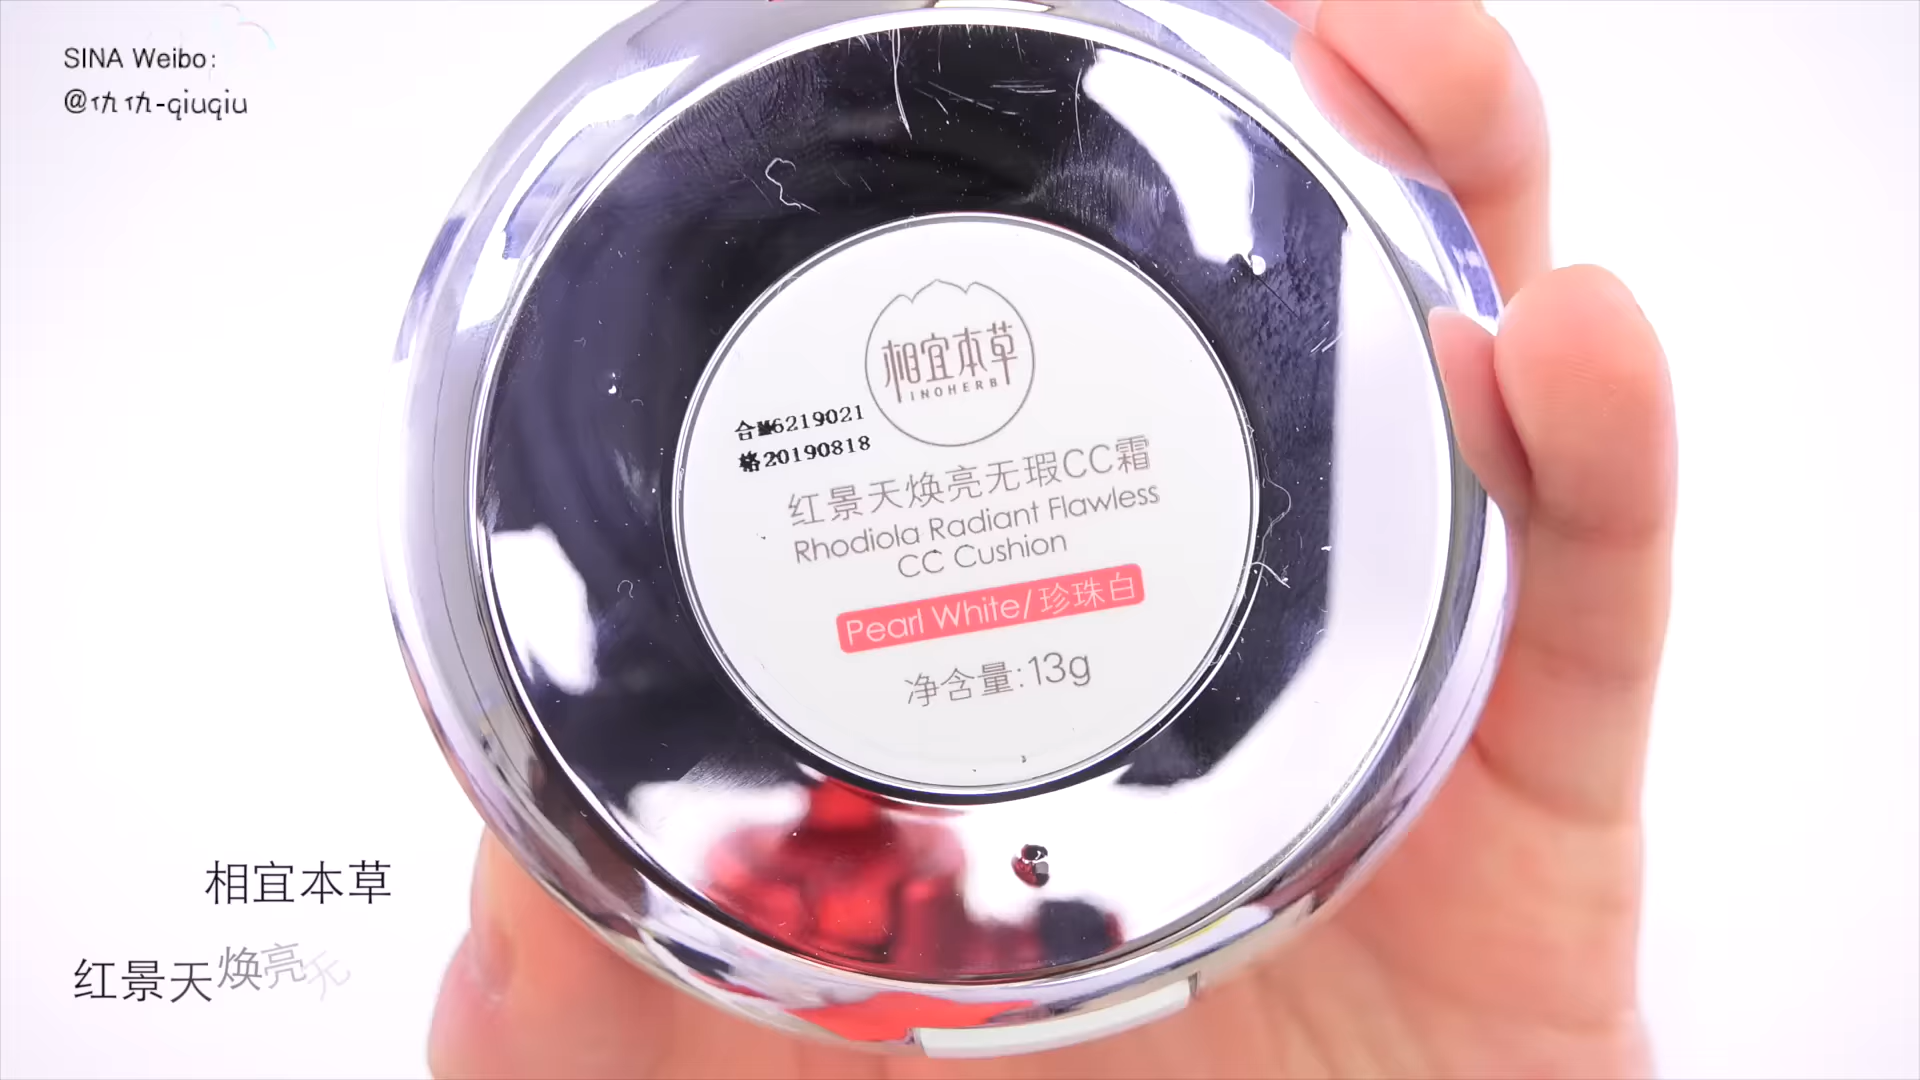 SINA Weibo:
-qiuqiu
相宜本草
INOHERB
合M6219021
格20190818
红景天焕亮无瑕CC霜
Rhodiola Radiant Flawless
CC Cushion
Pearl White/珍珠白
净含量:13g
相宜本草
红景天焕亮无